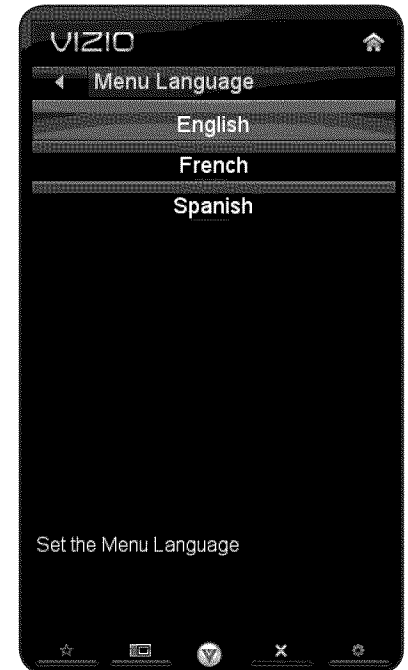 VIZIO
Menu Language
English
French
Spanish
Set the Menu Language